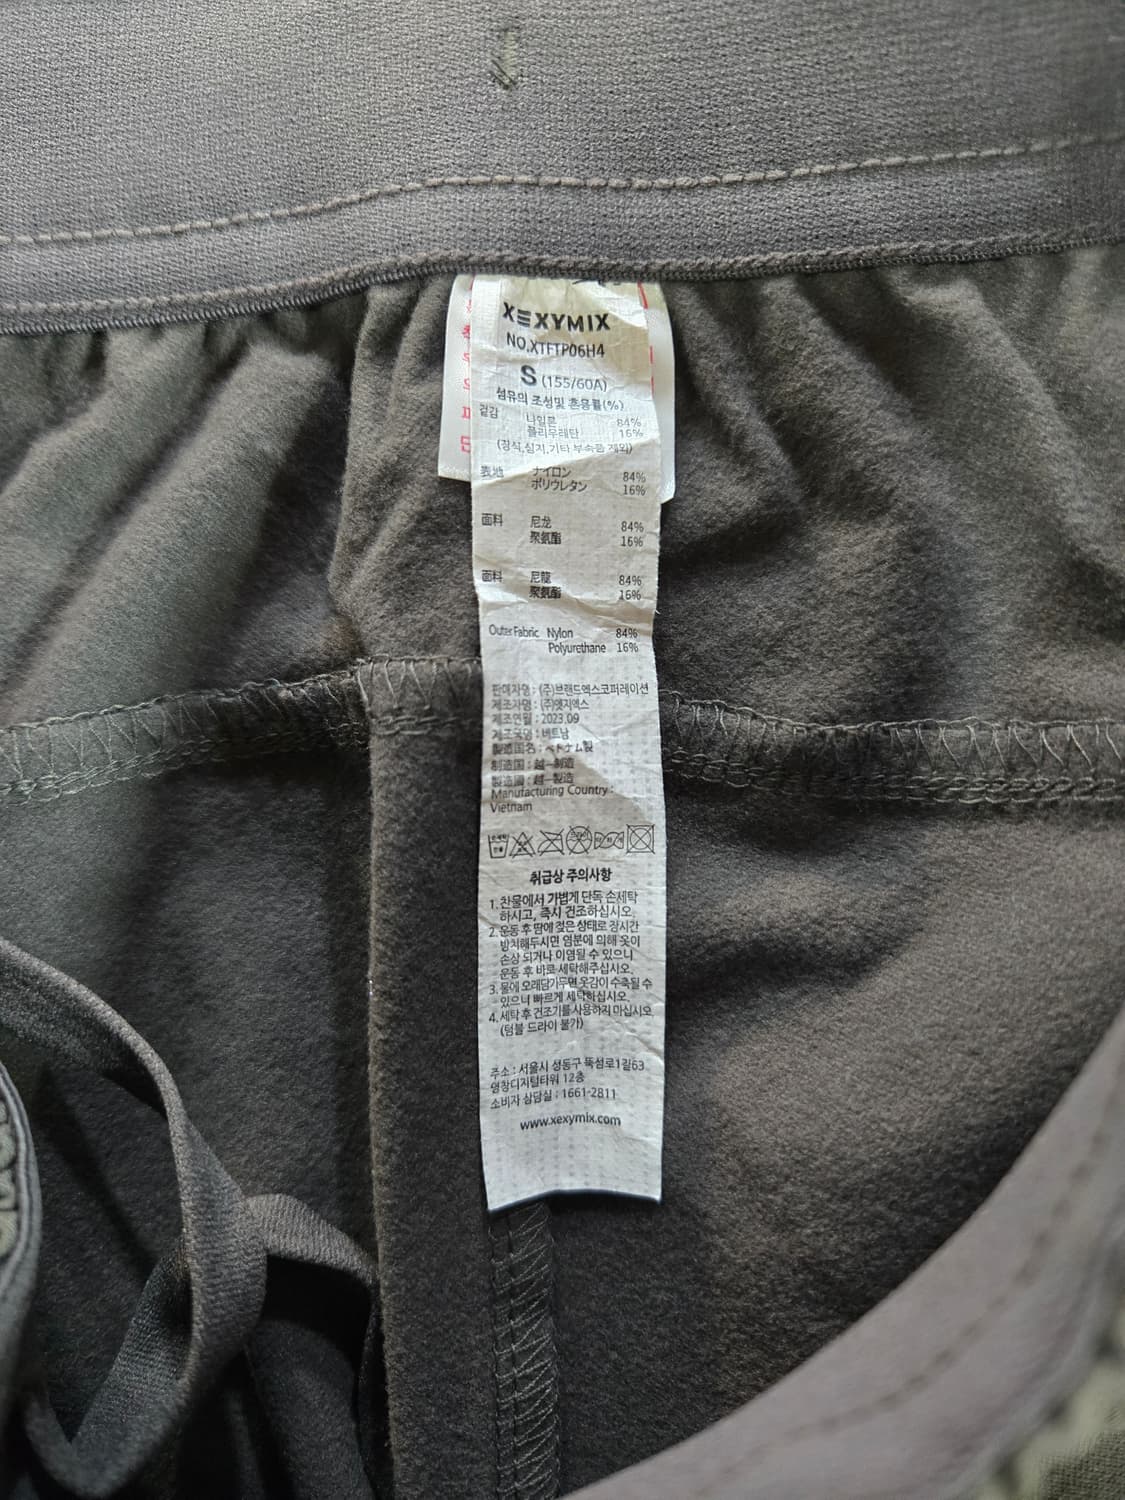 XEXYMIX
NO.XTFTP06H4
S (155/60A)
섬유의 조성및 혼용률(%)
겉감 나일론 84%
폴리우레탄 16%
(장식,심지,기타 부속품 제외)
表地 ナイロン 84%
ポリウレタン 16%
面料 尼龙 84%
聚氨酯 16%
面料 尼龍 84%
聚氨酯 16%
Outer Fabric Nylon 84%
Polyurethane 16%
판매자명 : (주)브랜드엑스코퍼레이션
제조자명 : (주)엣지엑스
제조연월 : 2023.09
제조국명 : 베트남
製造国名 : ベトナム製
制造国 : 越一制造
製造國 : 越一製造
Manufacturing Country :
Vietnam
취급상 주의사항
1. 찬물에서 가볍게 단독 손세탁
하시고, 즉시 건조하십시오.
2. 운동 후 땀에 젖은 상태로 장시간
방치해두시면 염분에 의해 옷이
손상 되거나 이염될 수 있으니
운동 후 바로 세탁해주십시오.
3. 물에 오래담가두면 옷감이 수축될 수
있으니 빠르게 세탁하십시오.
4. 세탁 후 건조기를 사용하지 마십시오
(텀블 드라이 불가)
주소 : 서울시 성동구 뚝섬로1길63
영창디지털타워 12층
소비자 상담실 : 1661-2811
www.xexymix.com